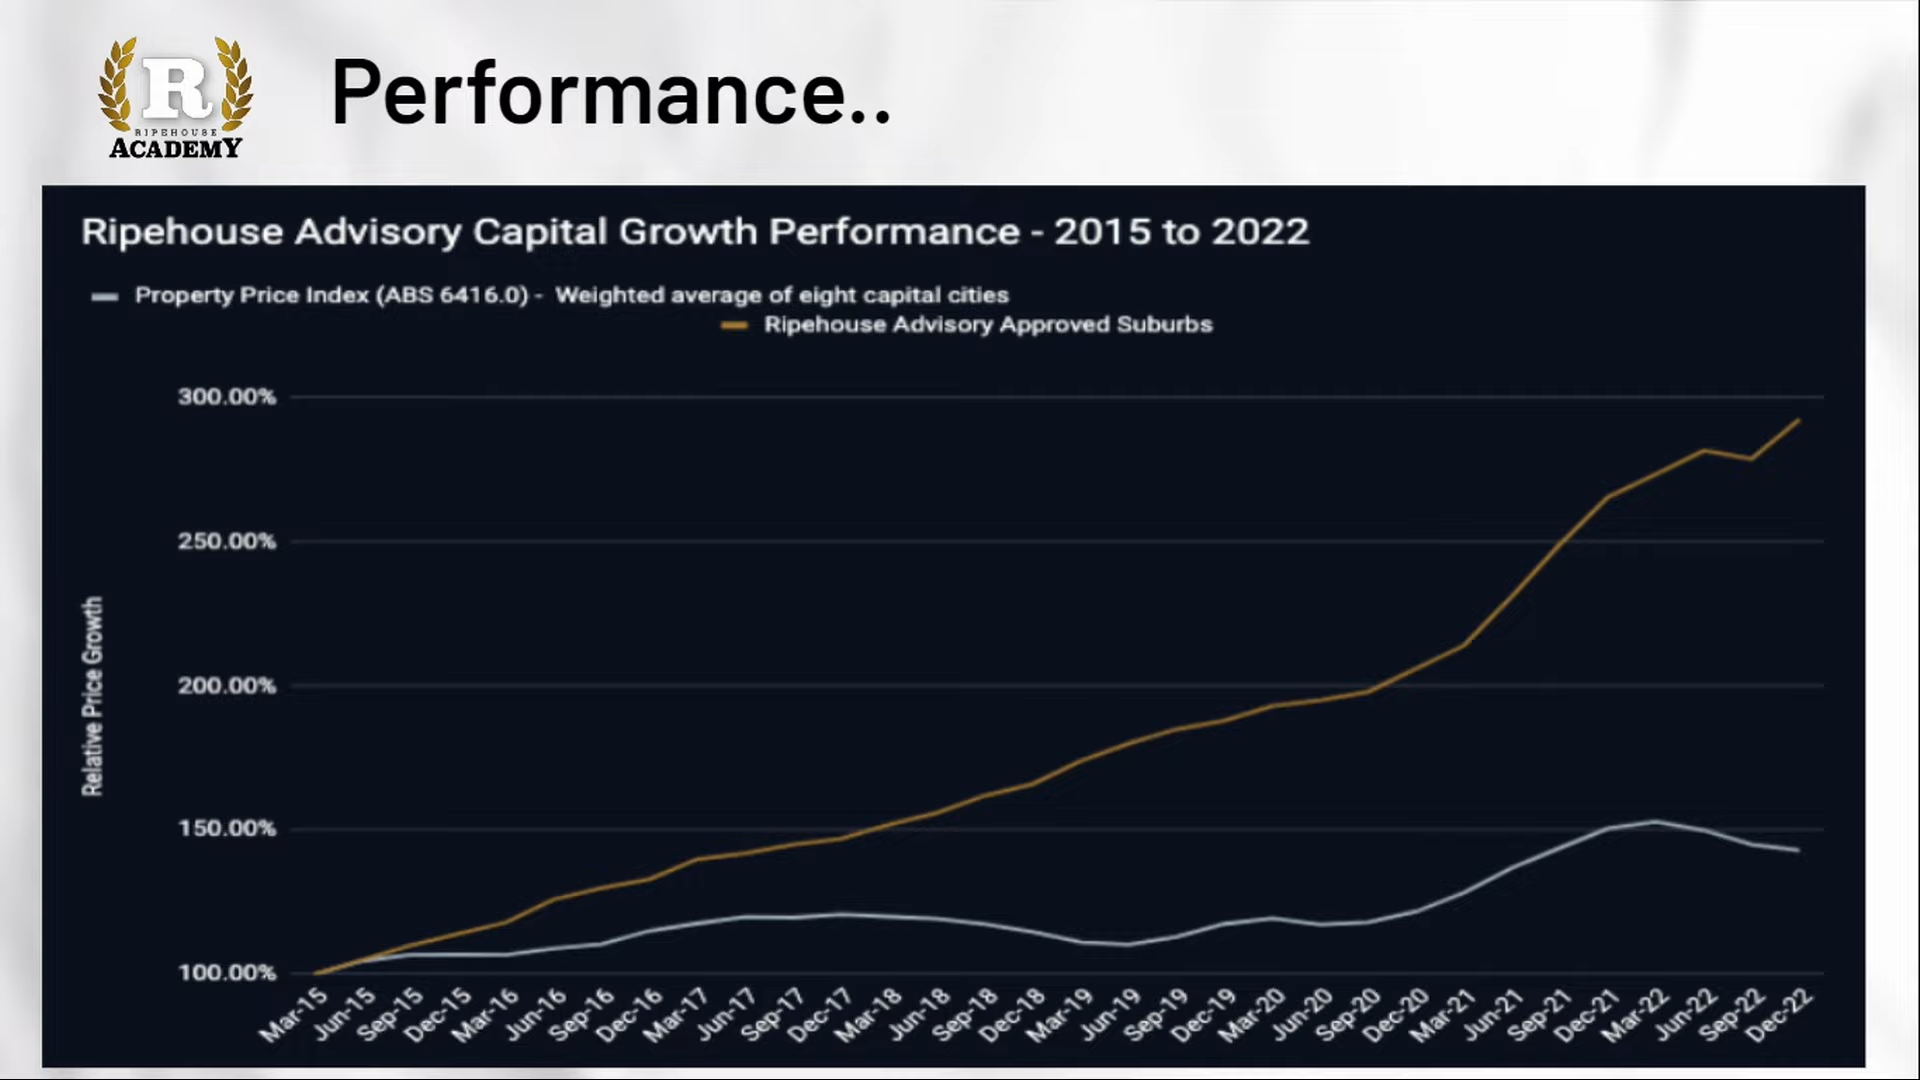 R
RIPEHOUSE
ACADEMY
Performance..
Ripehouse Advisory Capital Growth Performance - 2015 to 2022
Property Price Index (ABS 6416.0) - Weighted average of eight capital cities
Ripehouse Advisory Approved Suburbs
300.00%
250.00%
200.00%
150.00%
100.00%
Relative Price Growth
Mar-15
Jun-15
Sep-15
Dec-15
Mar-16
Jun-16
Sep-16
Dec-16
Mar-17
Jun-17
Sep-17
Dec-17
Mar-18
Jun-18
Sep-18
Dec-18
Mar-19
Jun-19
Sep-19
Dec-19
Mar-20
Jun-20
Sep-20
Dec-20
Mar-21
Jun-21
Sep-21
Dec-21
Mar-22
Jun-22
Sep-22
Dec-22